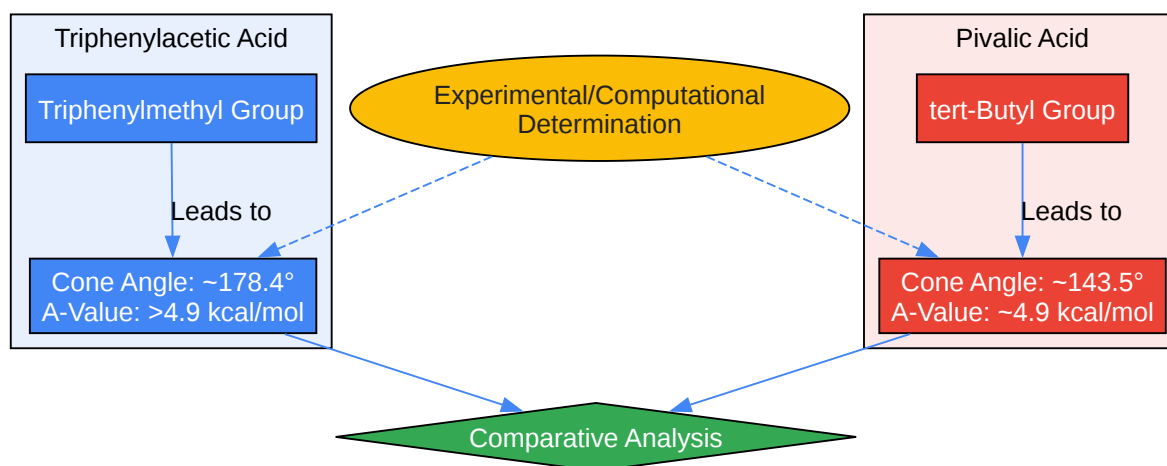 Triphenylacetic Acid
Pivalic Acid
Triphenylmethyl Group
Experimental/Computational
Determination
tert-Butyl Group
Leads to
Leads to
Cone Angle: ~178.4°
A-Value: >4.9 kcal/mol
Cone Angle: ~143.5°
A-Value: ~4.9 kcal/mol
Comparative Analysis